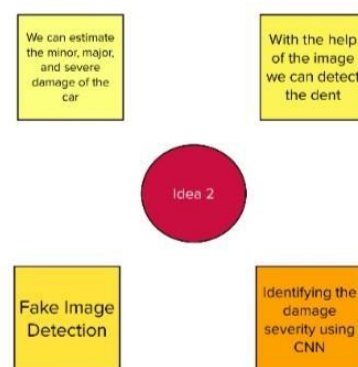 We can estimate
the minor, major,
and severe
damage of the
car
With the help
of the image
we can detect
the dent
Idea 2
Fake Image
Detection
Identifying the
damage
severity using
CNN